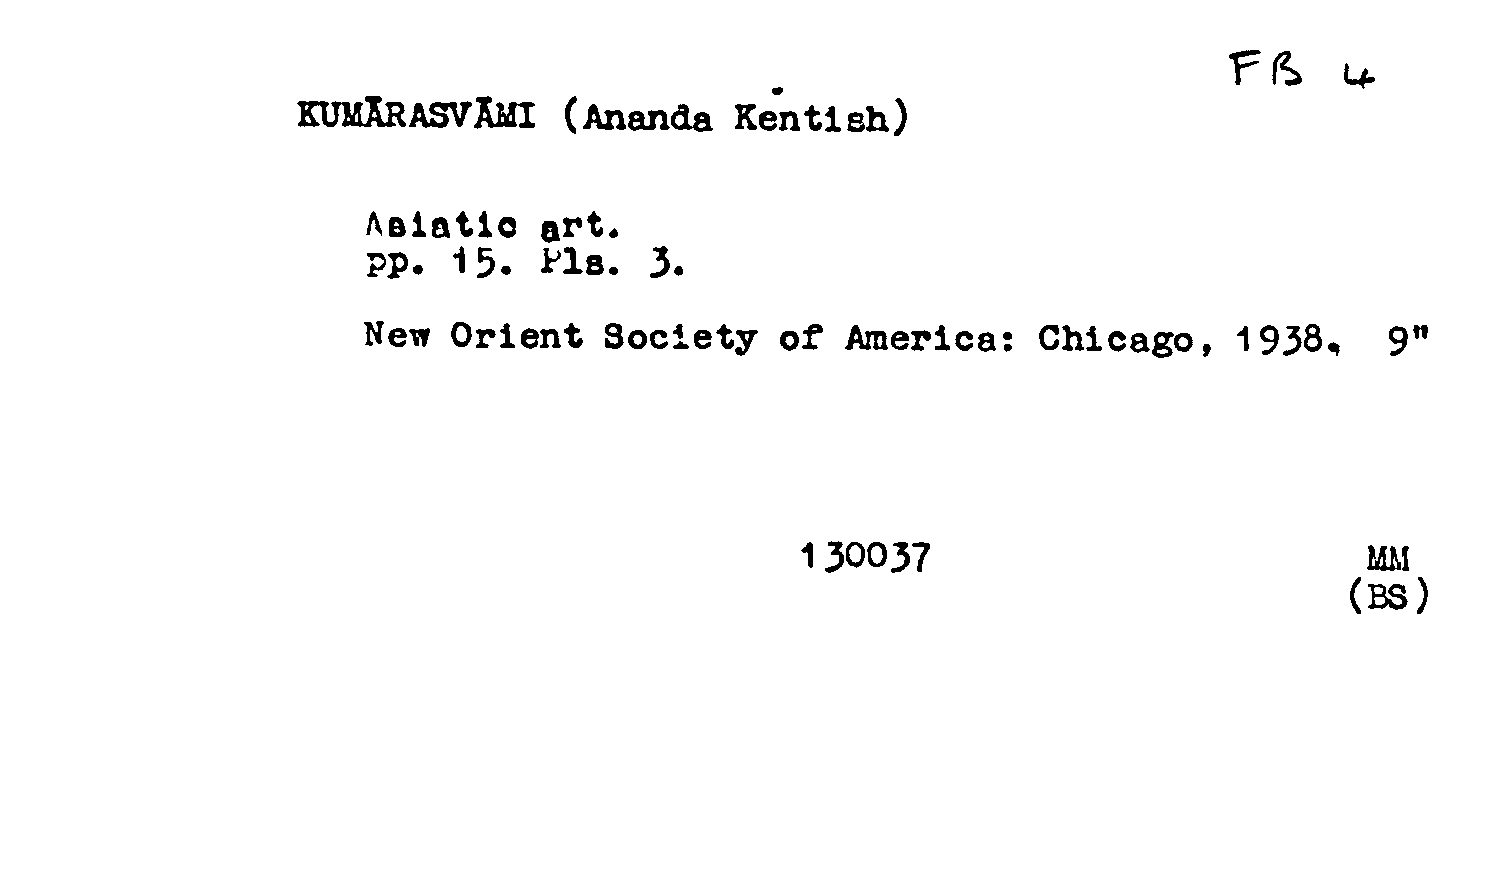 FB 4
KUMĀRASVĀMI (Ananda Kentish)
Asiatic art.
pp. 15. Pls. 3.
New Orient Society of America: Chicago, 1938. 9"
130037
MM
(BS)